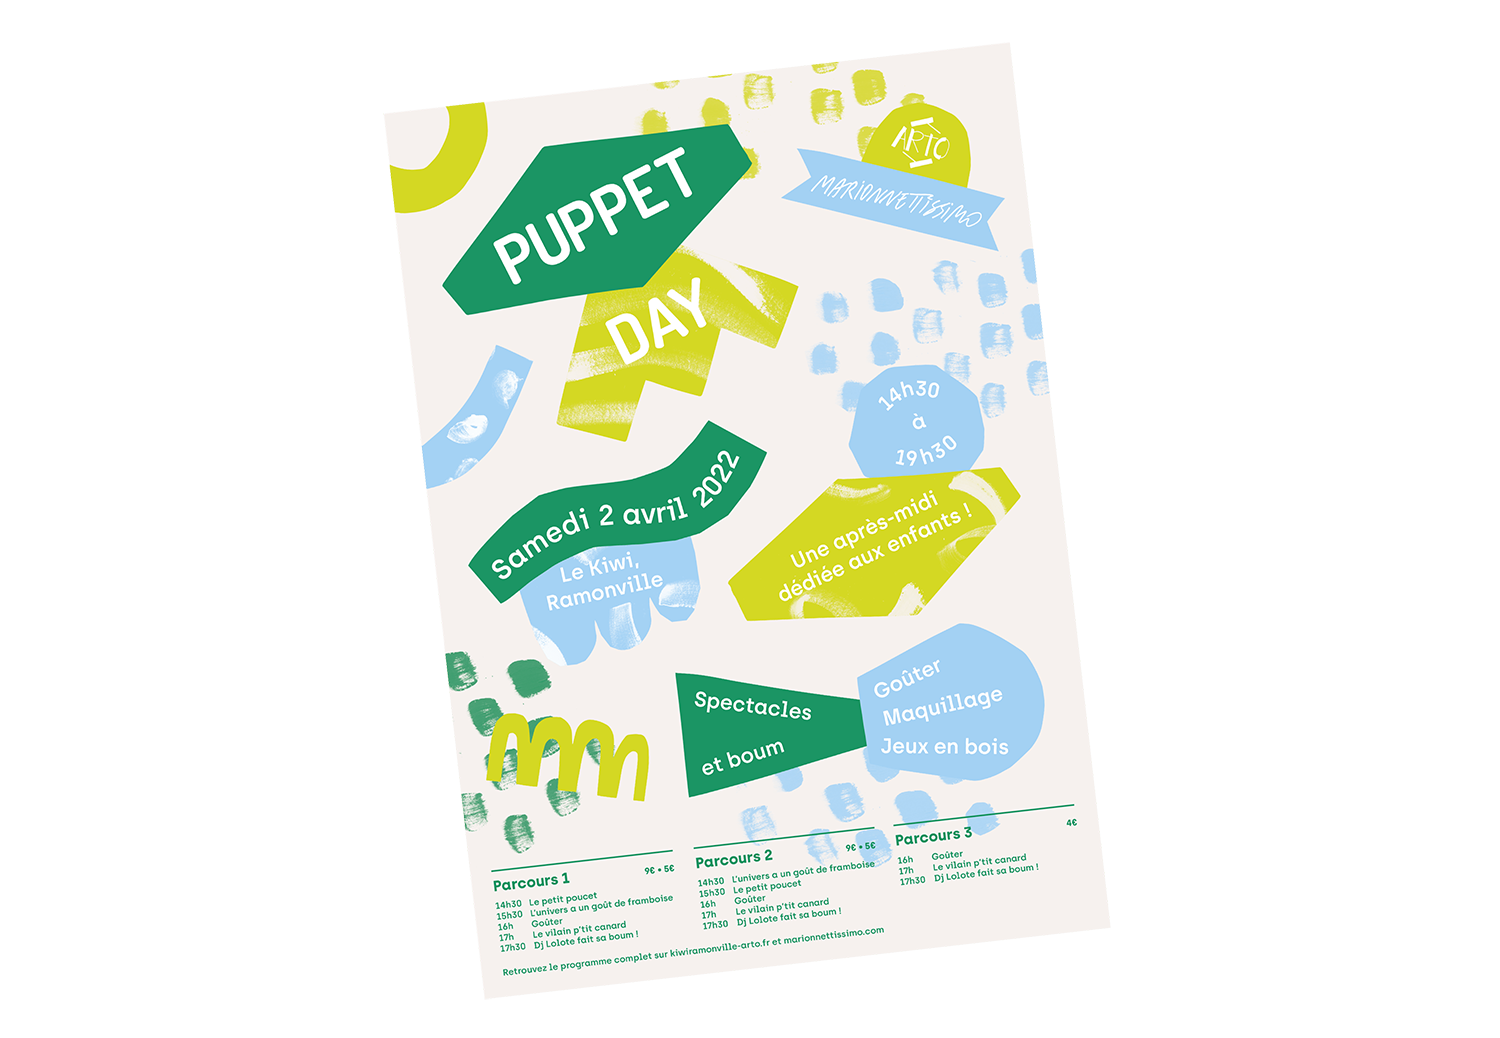 PUPPET
DAY
ARTO
MARIONNETTISSIMO
14h30
à
19h30
Samedi 2 avril 2022
Le Kiwi,
Ramonville
Une après-midi
dédiée aux enfants !
Spectacles
et boum
Goûter
Maquillage
Jeux en bois
Parcours 1 9€ • 5€
14h30 Le petit poucet
15h30 L'univers a un goût de framboise
16h Goûter
17h Le vilain p'tit canard
17h30 Dj Lolote fait sa boum !
Parcours 2 9€ • 5€
14h30 L'univers a un goût de framboise
15h30 Le petit poucet
16h Goûter
17h Le vilain p'tit canard
17h30 Dj Lolote fait sa boum !
Parcours 3 4€
16h Goûter
17h Le vilain p'tit canard
17h30 Dj Lolote fait sa boum !
Retrouvez le programme complet sur kiwiramonville-arto.fr et marionnettissimo.com